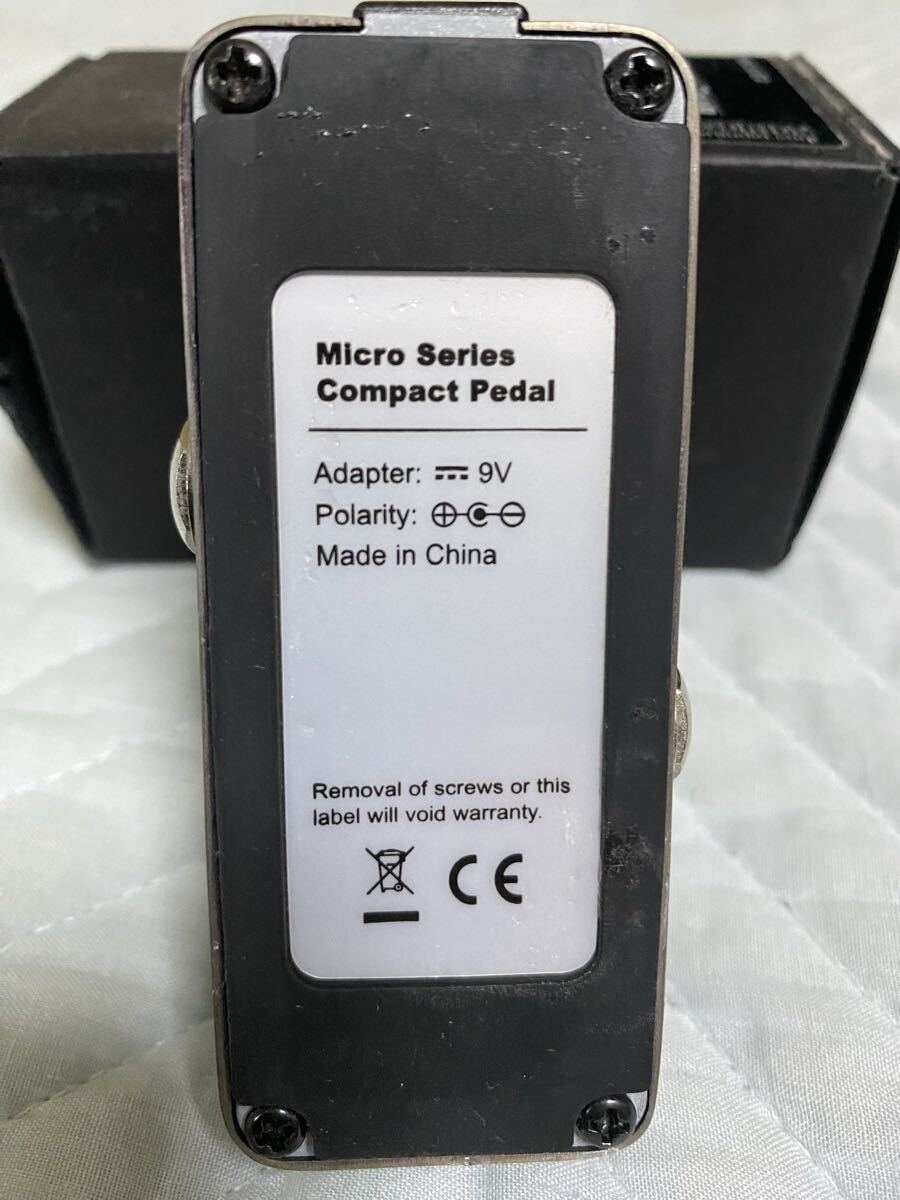 Micro Series
Compact Pedal
Adapter: ⎓ 9V
Polarity: ⊕-C•-⊖
Made in China
Removal of screws or this
label will void warranty.
CE